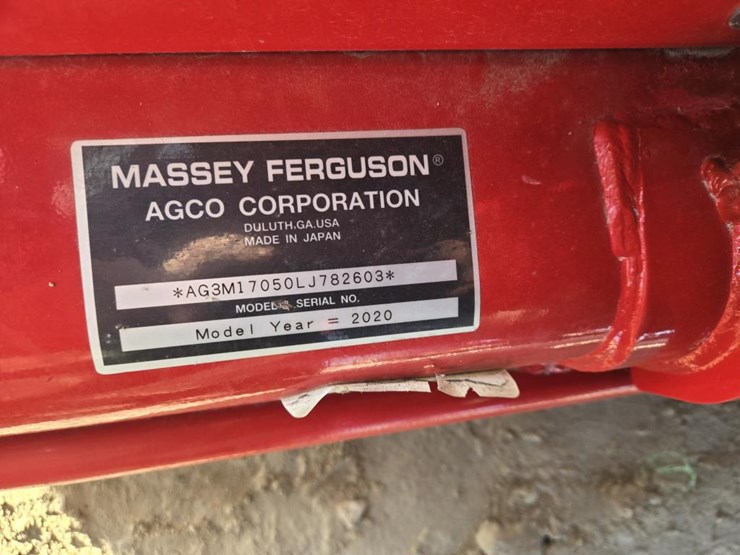 MASSEY FERGUSON®
AGCO CORPORATION
DULUTH.GA.USA
MADE IN JAPAN
*AG3M17050LJ782603*
MODEL SERIAL NO.
Model Year = 2020